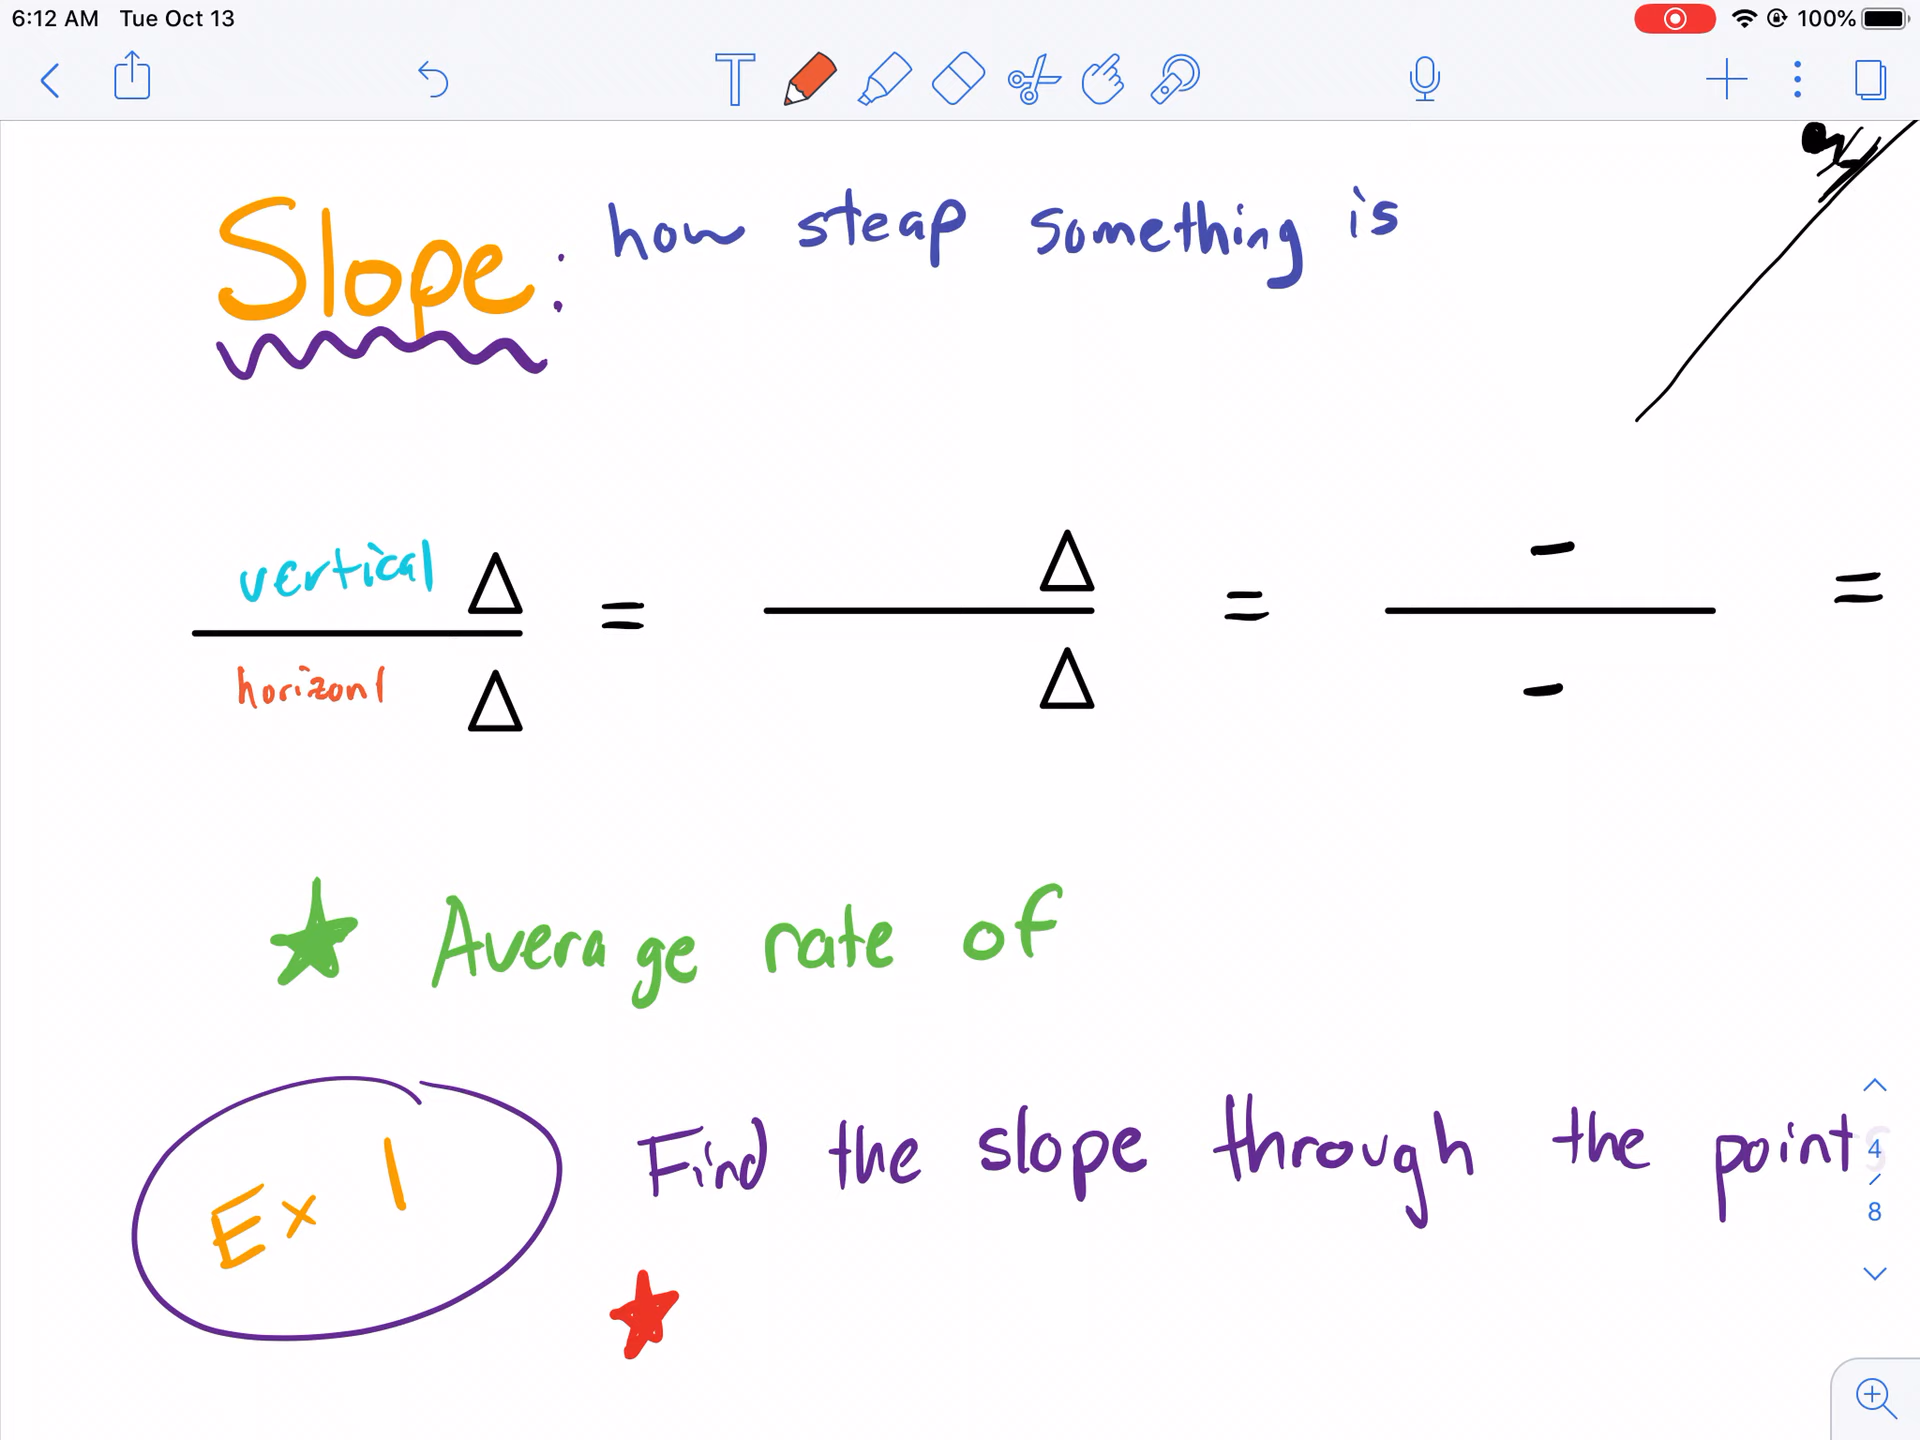 6:12 AM Tue Oct 13 100%
T
Slope: how steap something is
vertical Δ = Δ = - =
horizonl Δ Δ -
Average rate of
Ex 1 Find the slope through the point
4
/
8